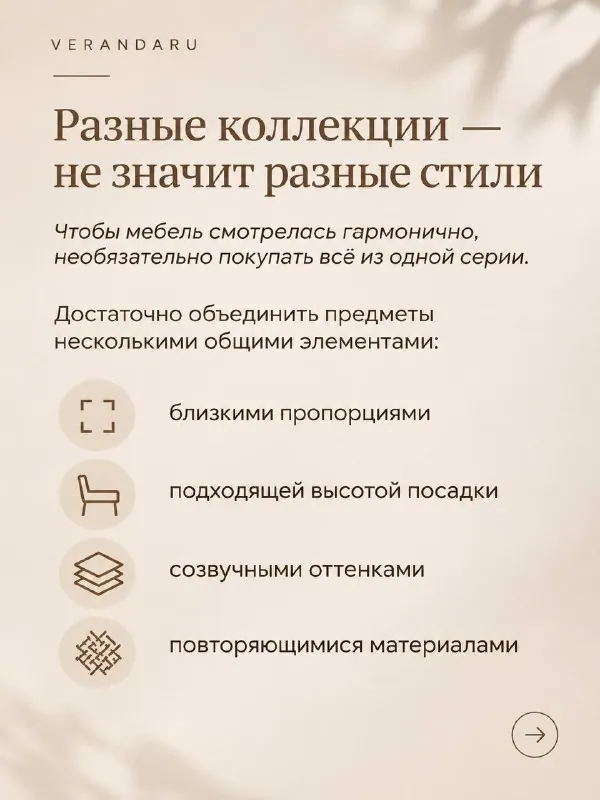 VERANDARU
Разные коллекции —
не значит разные стили
Чтобы мебель смотрелась гармонично,
необязательно покупать всё из одной серии.
Достаточно объединить предметы
несколькими общими элементами:
близкими пропорциями
подходящей высотой посадки
созвучными оттенками
повторяющимися материалами